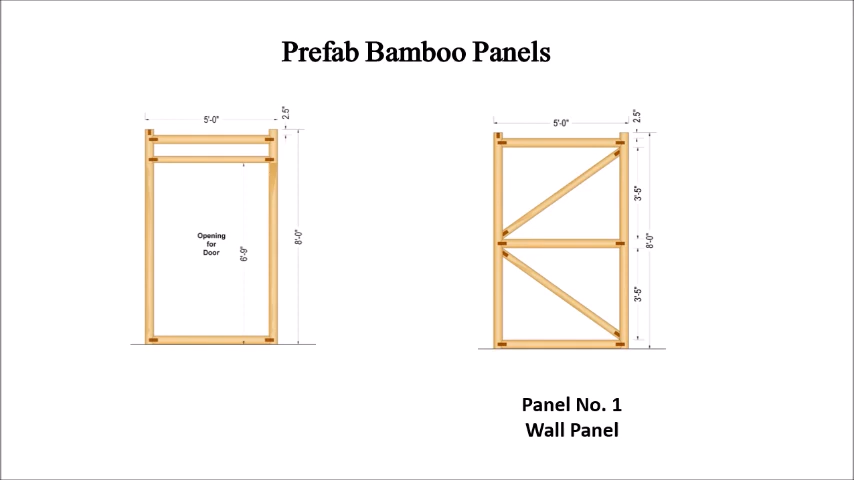 Prefab Bamboo Panels
5'-0"
2.5"
Opening
for
Door
6'-9"
8'-0"
5'-0"
2.5"
3'-5"
8'-0"
3'-5"
Panel No. 1
Wall Panel